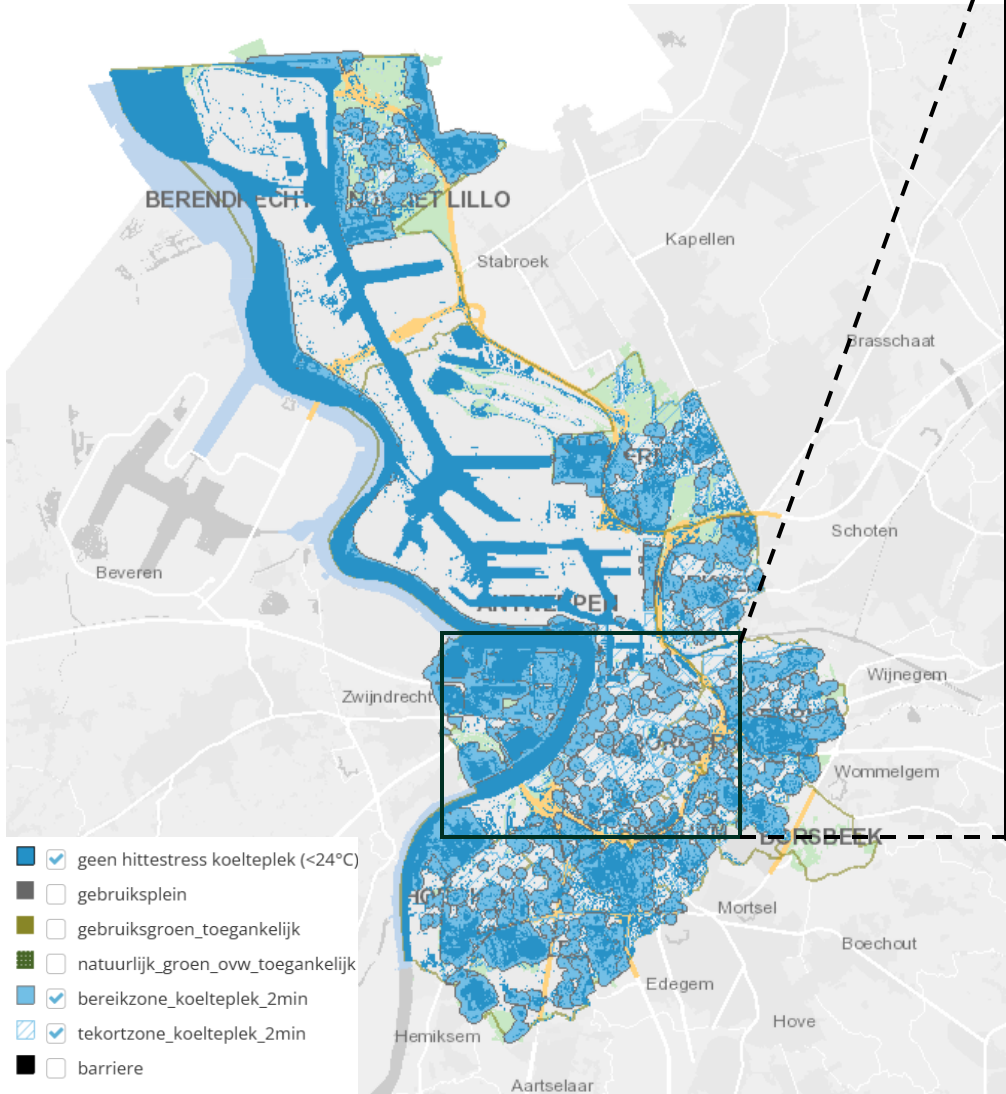 BERENDRECHT
LILLO
Kapellen
Stabroek
Brasschaat
Schoten
Beveren
ANTWERPEN
Wijnegem
Zwijndrecht
Wommelgem
BORSBEEK
geen hittestress koelteplek (<24°C)
gebruiksplein
Mortsel
gebruiksgroen_toegankelijk
Boechout
natuurlijk_groen_ovw_toegankelijk
Edegem
bereikzone_koelteplek_2min
Hove
tekortzone_koelteplek_2min
Hemiksem
barriere
Aartselaar